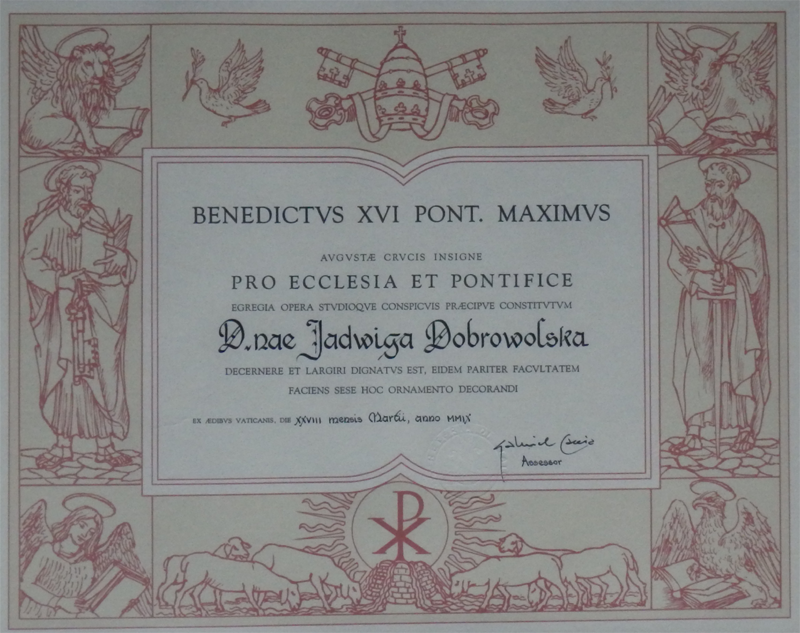 BENEDICTVS XVI PONT. MAXIMVS
AVGVSTÆ CRVCIS INSIGNE
PRO ECCLESIA ET PONTIFICE
EGREGIA OPERA STVDIOQVE CONSPICVIS PRÆCIPVE CONSTITVTVM
D.nae Jadwiga Dobrowolska
DECERNERE ET LARGIRI DIGNATVS EST, EIDEM PARITER FACVLTATEM
FACIENS SESE HOC ORNAMENTO DECORANDI
EX ÆDIBVS VATICANIS, DIE XXVIII mensis Martii, anno MMIX
Gabriel Caccia
Assessor